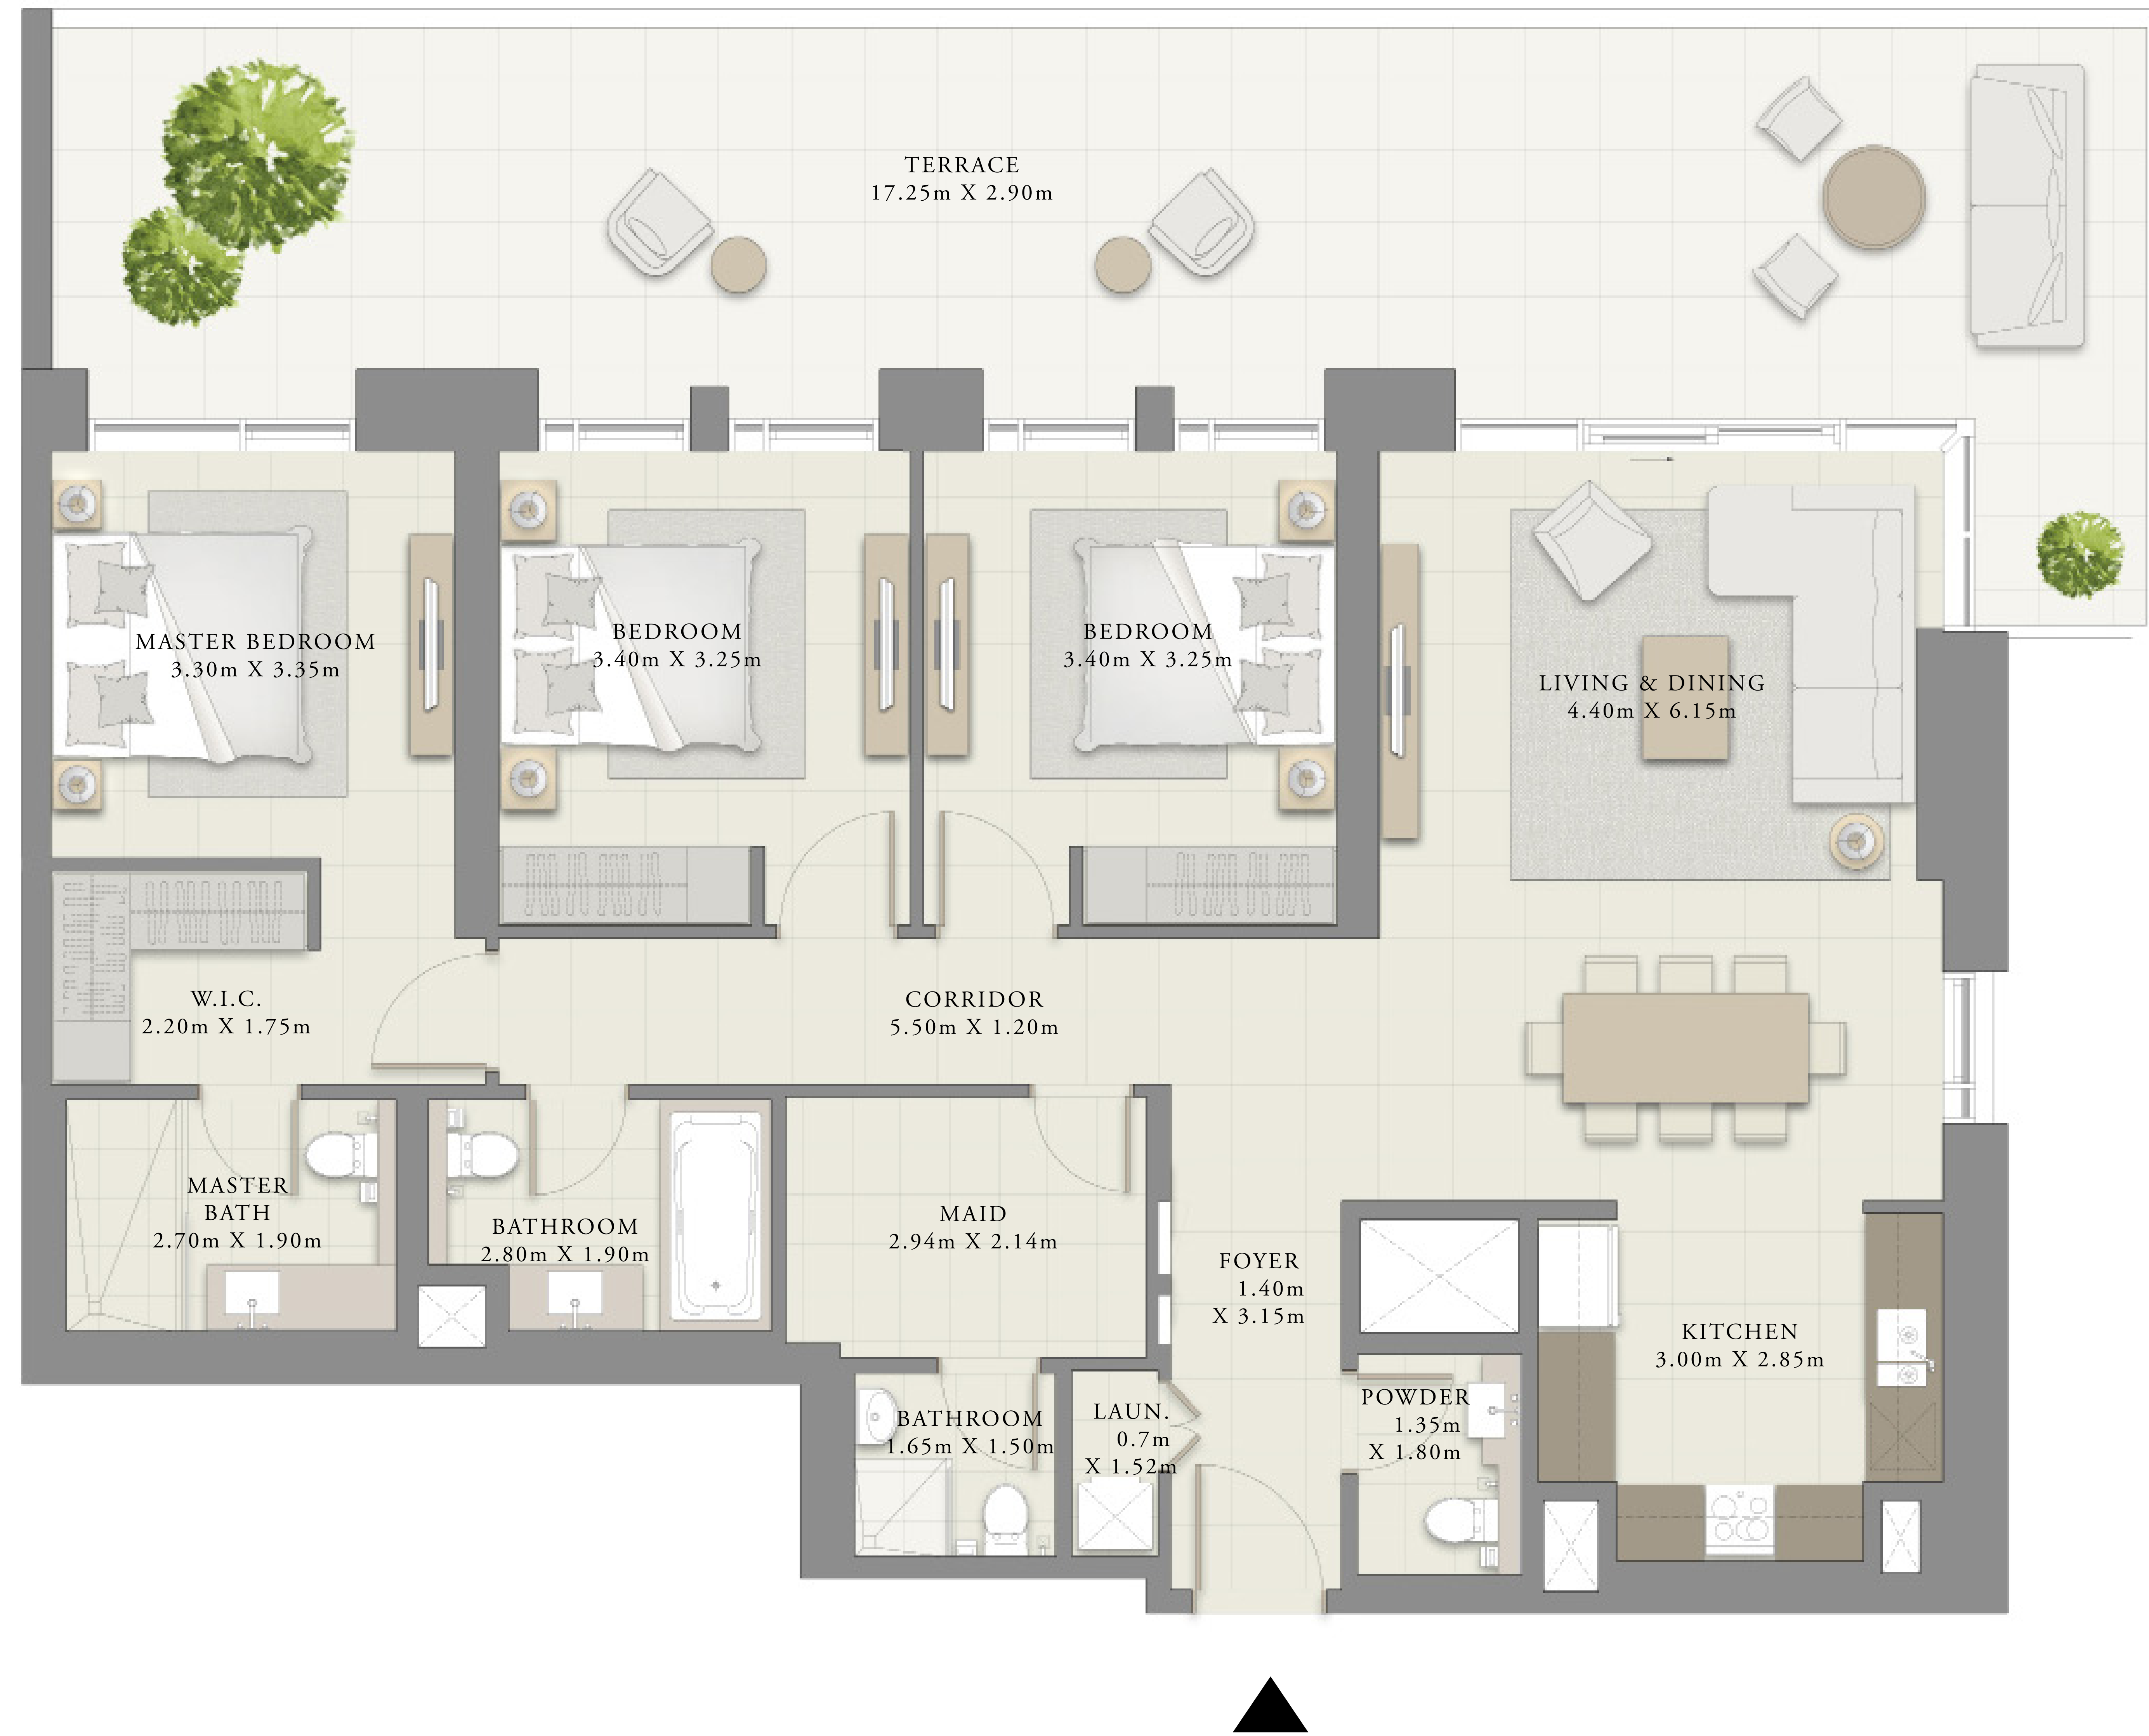 TERRACE
17.25m X 2.90m
MASTER BEDROOM
3.30m X 3.35m
BEDROOM
3.40m X 3.25m
BEDROOM
3.40m X 3.25m
LIVING & DINING
4.40m X 6.15m
W.I.C.
2.20m X 1.75m
CORRIDOR
5.50m X 1.20m
MASTER
BATH
2.70m X 1.90m
BATHROOM
2.80m X 1.90m
MAID
2.94m X 2.14m
FOYER
1.40m
X 3.15m
KITCHEN
3.00m X 2.85m
BATHROOM
1.65m X 1.50m
LAUN.
0.7m
X 1.52m
POWDER
1.35m
X 1.80m